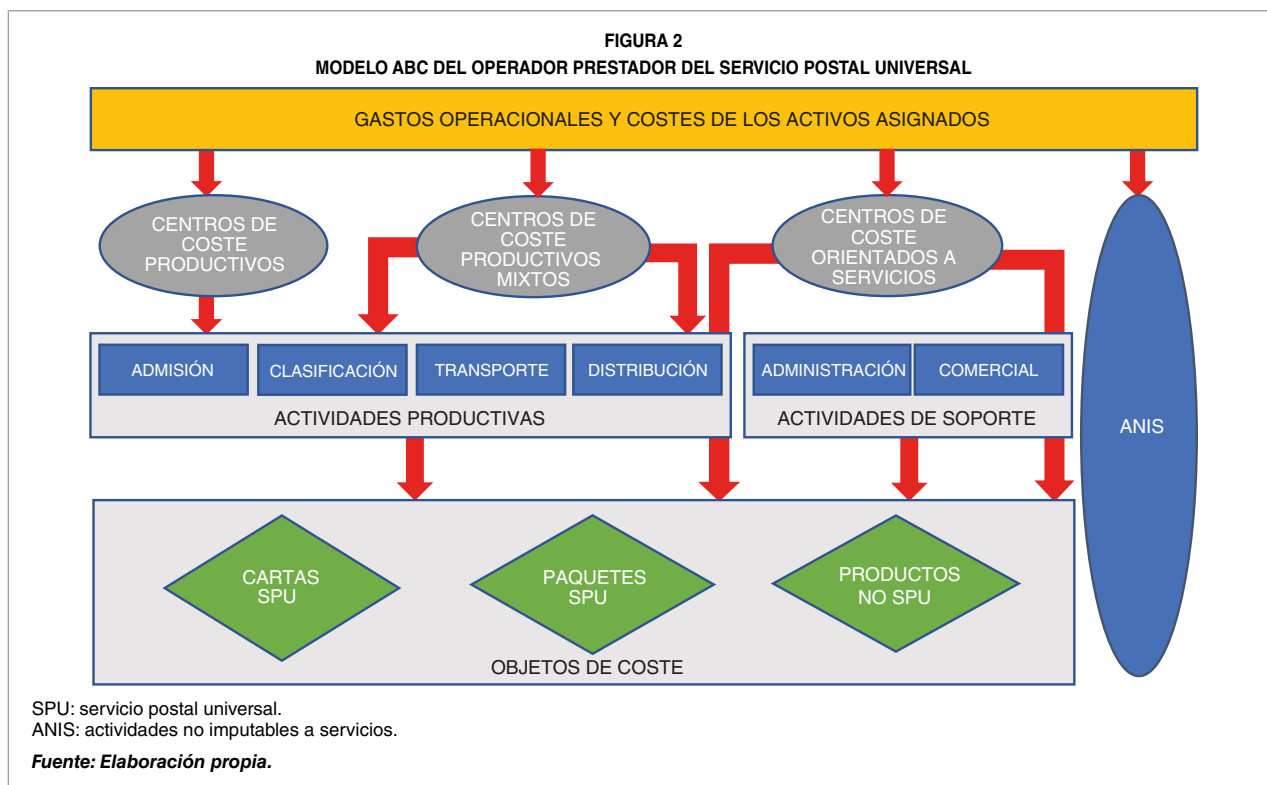 FIGURA 2
MODELO ABC DEL OPERADOR PRESTADOR DEL SERVICIO POSTAL UNIVERSAL
GASTOS OPERACIONALES Y COSTES DE LOS ACTIVOS ASIGNADOS
CENTROS DE
COSTE
PRODUCTIVOS
CENTROS DE
COSTE
PRODUCTIVOS
MIXTOS
CENTROS DE
COSTE
ORIENTADOS A
SERVICIOS
ADMISIÓN
CLASIFICACIÓN
TRANSPORTE
DISTRIBUCIÓN
ACTIVIDADES PRODUCTIVAS
ADMINISTRACIÓN
COMERCIAL
ACTIVIDADES DE SOPORTE
ANIS
CARTAS
SPU
PAQUETES
SPU
PRODUCTOS
NO SPU
OBJETOS DE COSTE
SPU: servicio postal universal.
ANIS: actividades no imputables a servicios.
Fuente: Elaboración propia.